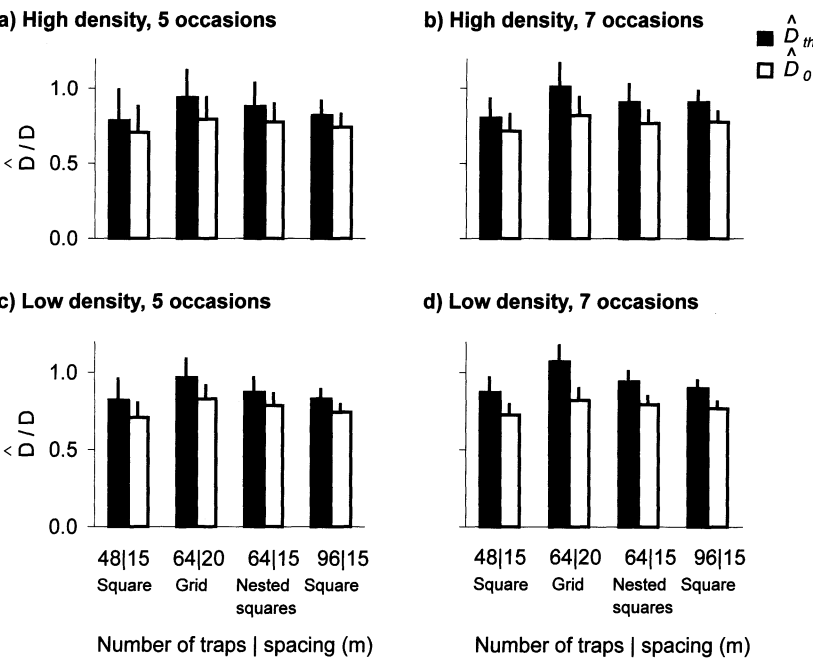 a) High density, 5 occasions
b) High density, 7 occasions
D̂ th
D̂ 0
1.0
0.5
0.0
D̂ / D
c) Low density, 5 occasions
d) Low density, 7 occasions
1.0
0.5
0.0
D̂ / D
48|15 64|20 64|15 96|15
Square Grid Nested Square
squares
48|15 64|20 64|15 96|15
Square Grid Nested Square
squares
Number of traps | spacing (m)
Number of traps | spacing (m)